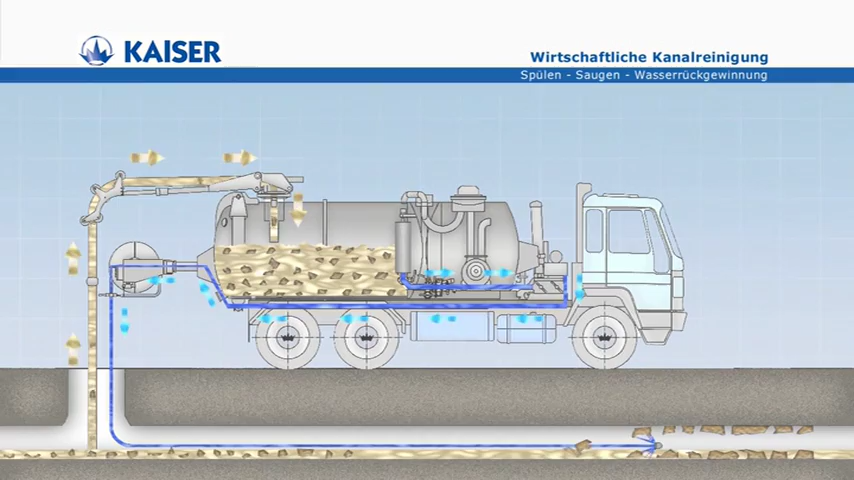 KAISER
Wirtschaftliche Kanalreinigung
Spülen - Saugen - Wasserrückgewinnung